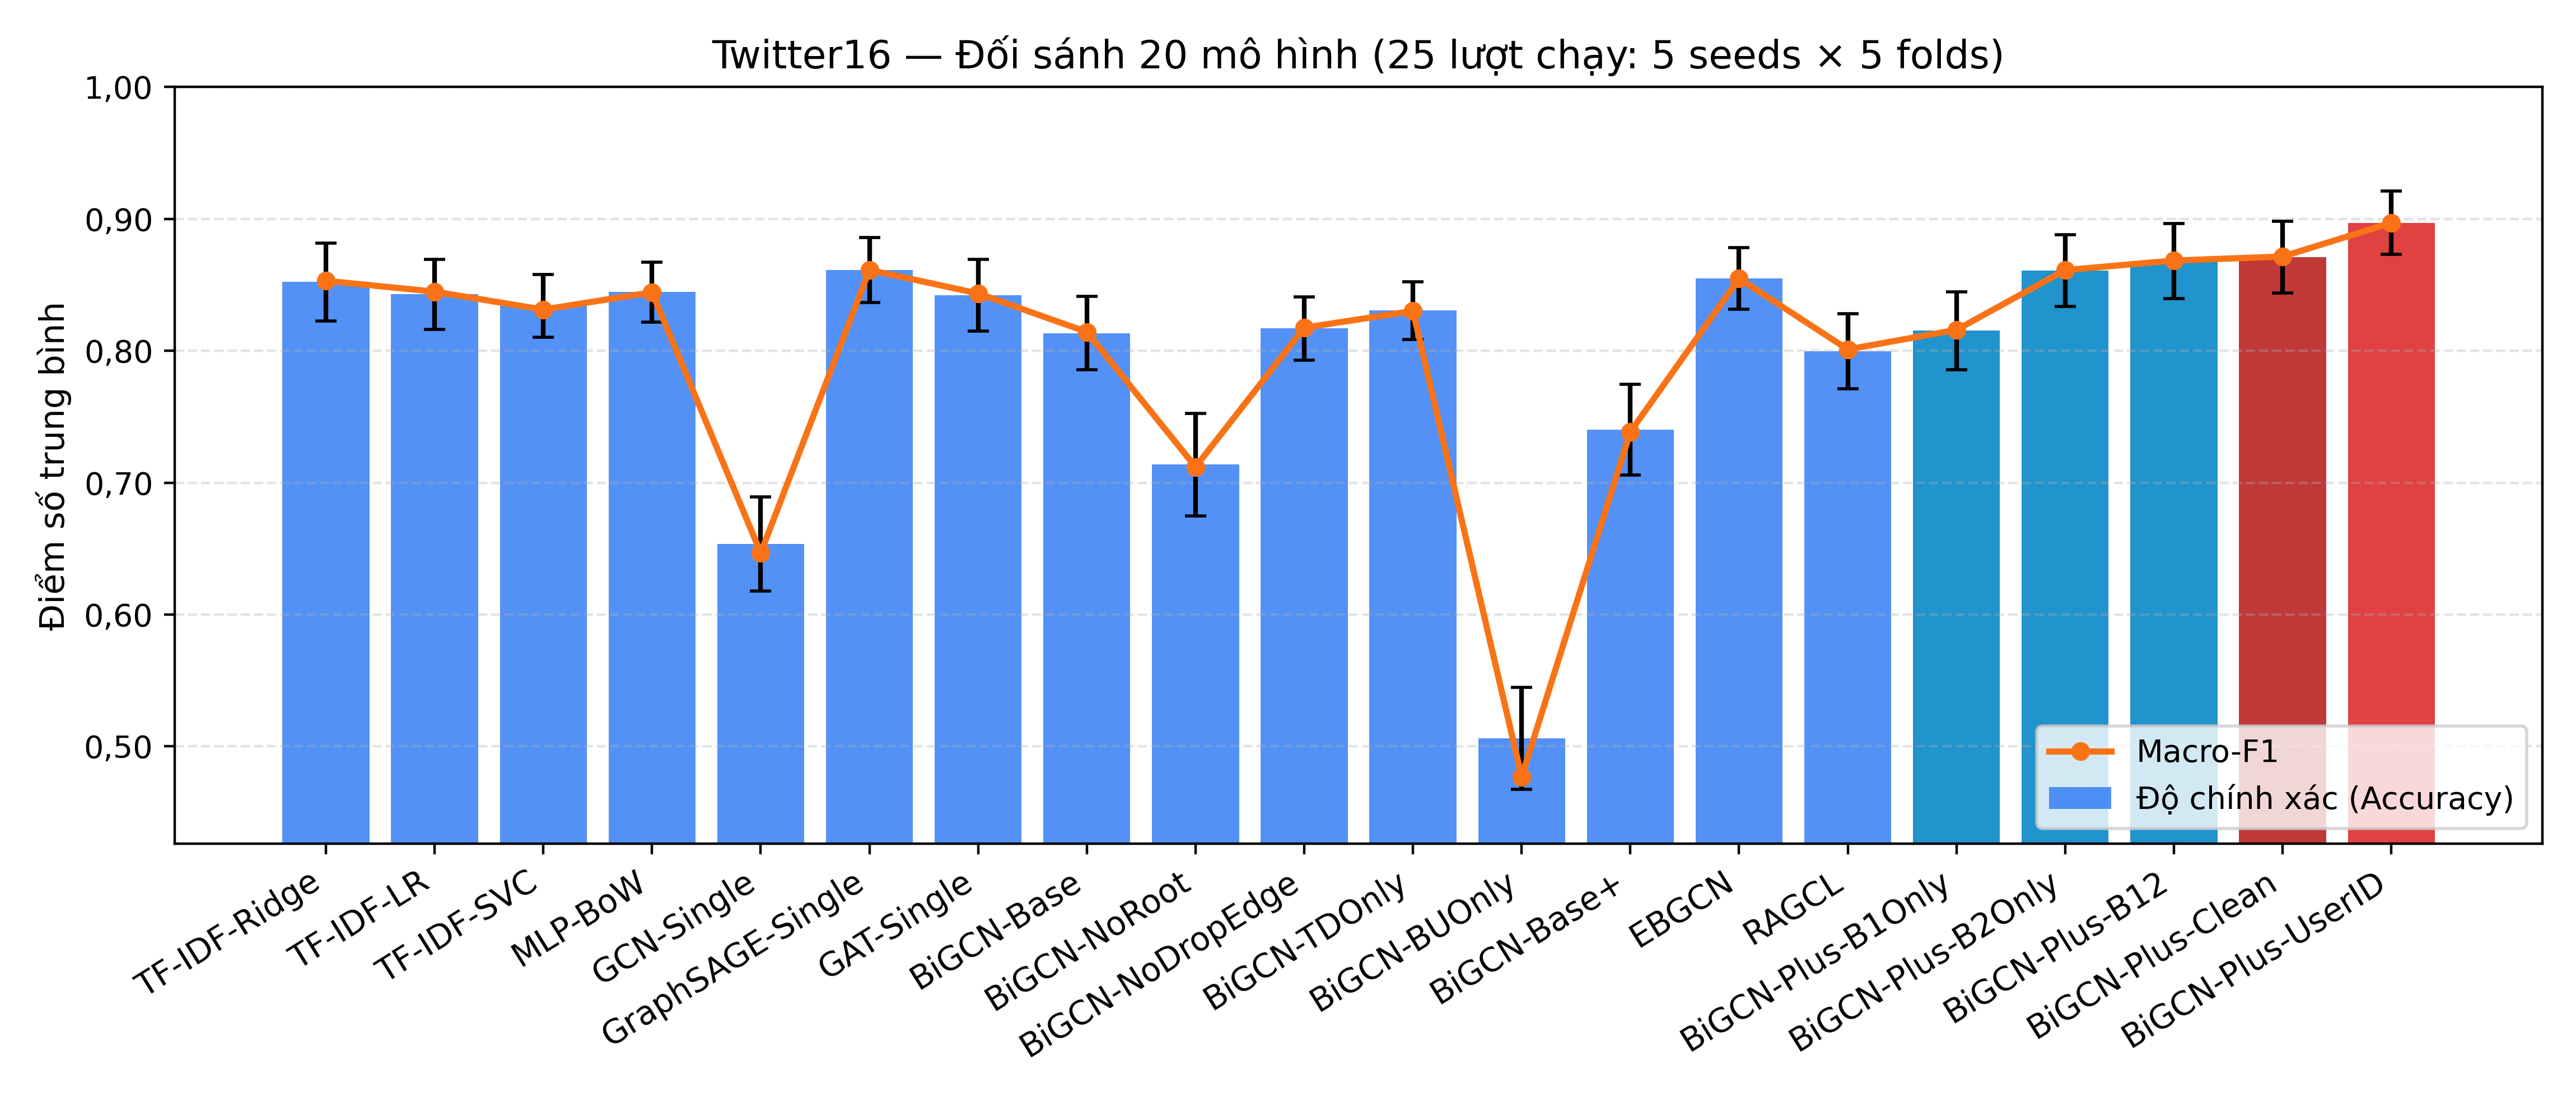 Twitter16 — Đối sánh 20 mô hình (25 lượt chạy: 5 seeds × 5 folds)
Điểm số trung bình
1,00
0,90
0,80
0,70
0,60
0,50
Macro-F1
Độ chính xác (Accuracy)
TF-IDF-Ridge
TF-IDF-LR
TF-IDF-SVC
MLP-BoW
GCN-Single
GraphSAGE-Single
GAT-Single
BiGCN-Base
BiGCN-NoRoot
BiGCN-NoDropEdge
BiGCN-TDOnly
BiGCN-BUOnly
BiGCN-Base+
EBGCN
RAGCL
BiGCN-Plus-B1Only
BiGCN-Plus-B2Only
BiGCN-Plus-B12
BiGCN-Plus-Clean
BiGCN-Plus-UserID